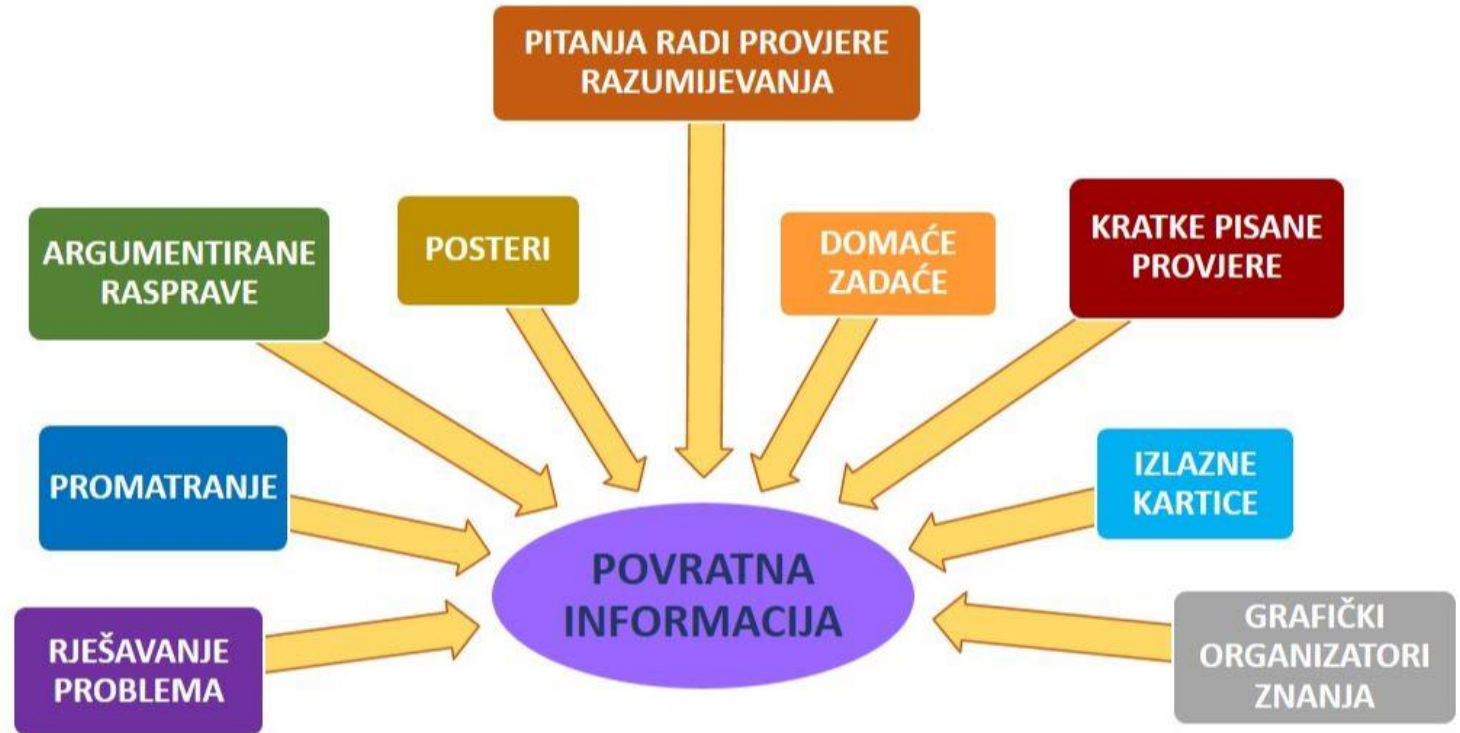 PITANJA RADI PROVJERE
RAZUMIJEVANJA
ARGUMENTIRANE
RASPRAVE
POSTERI
DOMAĆE
ZADAĆE
KRATKE PISANE
PROVJERE
PROMATRANJE
IZLAZNE
KARTICE
POVRATNA
INFORMACIJA
RJEŠAVANJE
PROBLEMA
GRAFIČKI
ORGANIZATORI
ZNANJA